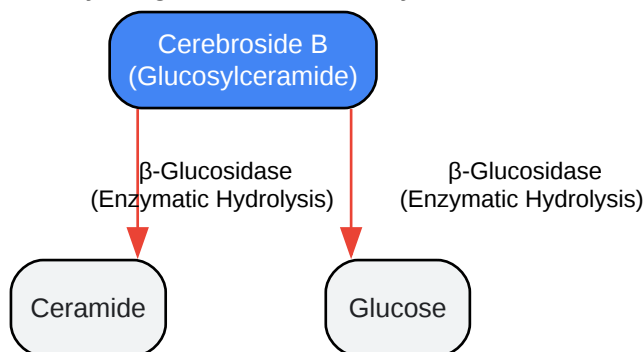 Cerebroside B
(Glucosylceramide)
β-Glucosidase
(Enzymatic Hydrolysis)
β-Glucosidase
(Enzymatic Hydrolysis)
Ceramide
Glucose